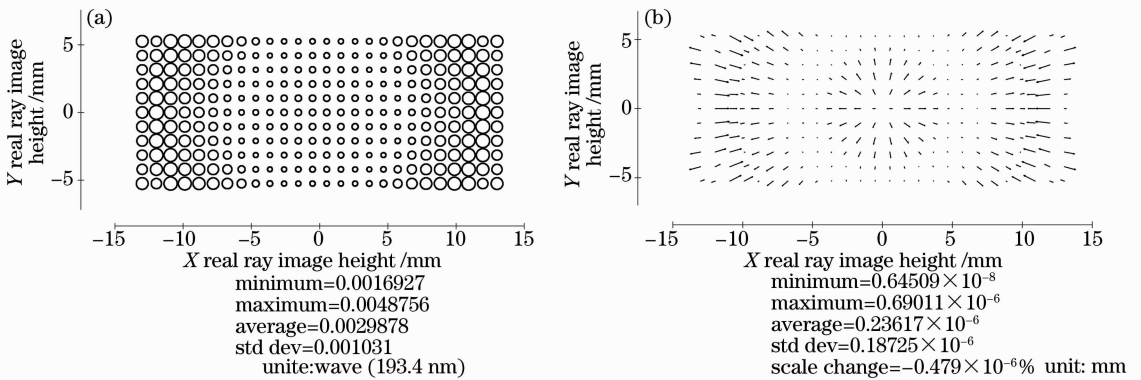 (a)
Y real ray image
height /mm
5
0
−5
−15 −10 −5 0 5 10 15
X real ray image height /mm
minimum=0.0016927
maximum=0.0048756
average=0.0029878
std dev=0.001031
unite:wave (193.4 nm)
(b)
Y real ray image
height /mm
5
0
−5
−15 −10 −5 0 5 10 15
X real ray image height /mm
minimum=0.64509×10⁻⁸
maximum=0.69011×10⁻⁶
average=0.23617×10⁻⁶
std dev=0.18725×10⁻⁶
scale change=−0.479×10⁻⁶% unit: mm